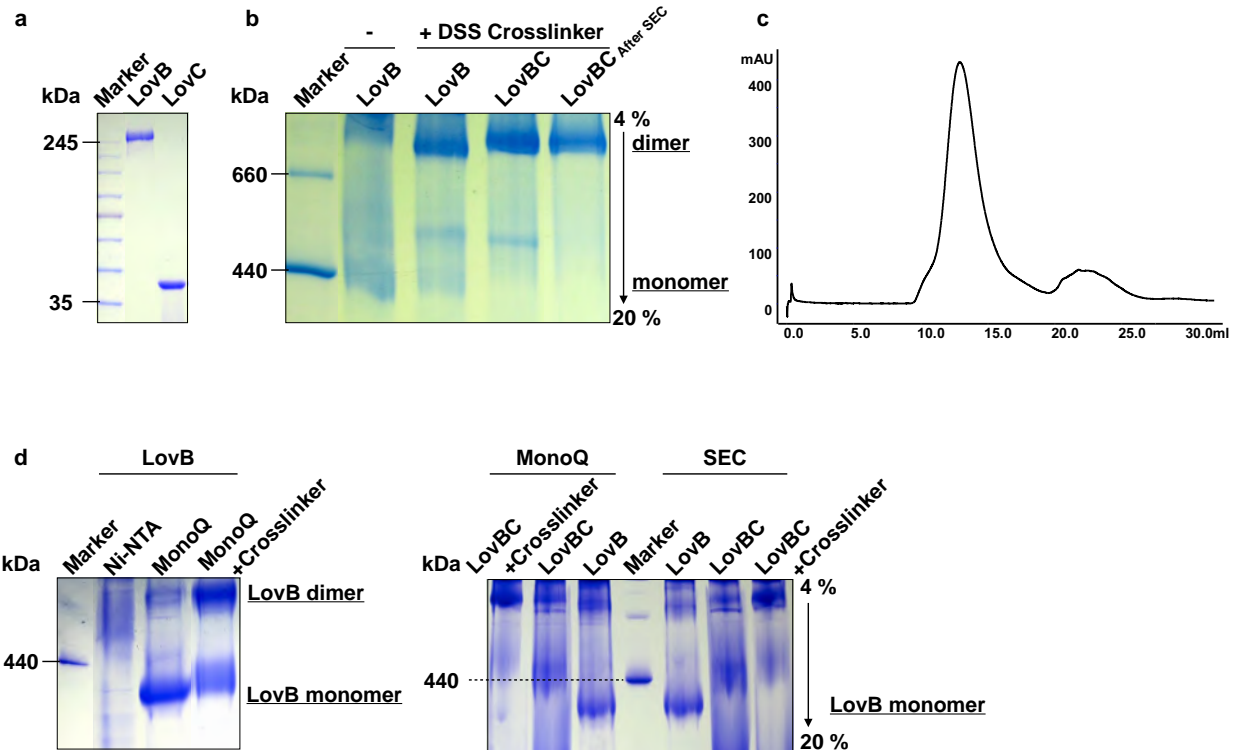 a
kDa
Marker
LovB
LovC
245
35
b
-
+ DSS Crosslinker
kDa
Marker
LovB
LovB
LovBC
LovBC After SEC
660
440
4 %
dimer
monomer
20 %
c
mAU
400
300
200
100
0
0.0 5.0 10.0 15.0 20.0 25.0 30.0ml
d
LovB
kDa
Marker
Ni-NTA
MonoQ
MonoQ
+Crosslinker
440
LovB dimer
LovB monomer
MonoQ
SEC
kDa
LovBC
+Crosslinker
LovBC
LovB
Marker
LovB
LovBC
LovBC
+Crosslinker
440
4 %
LovB monomer
20 %